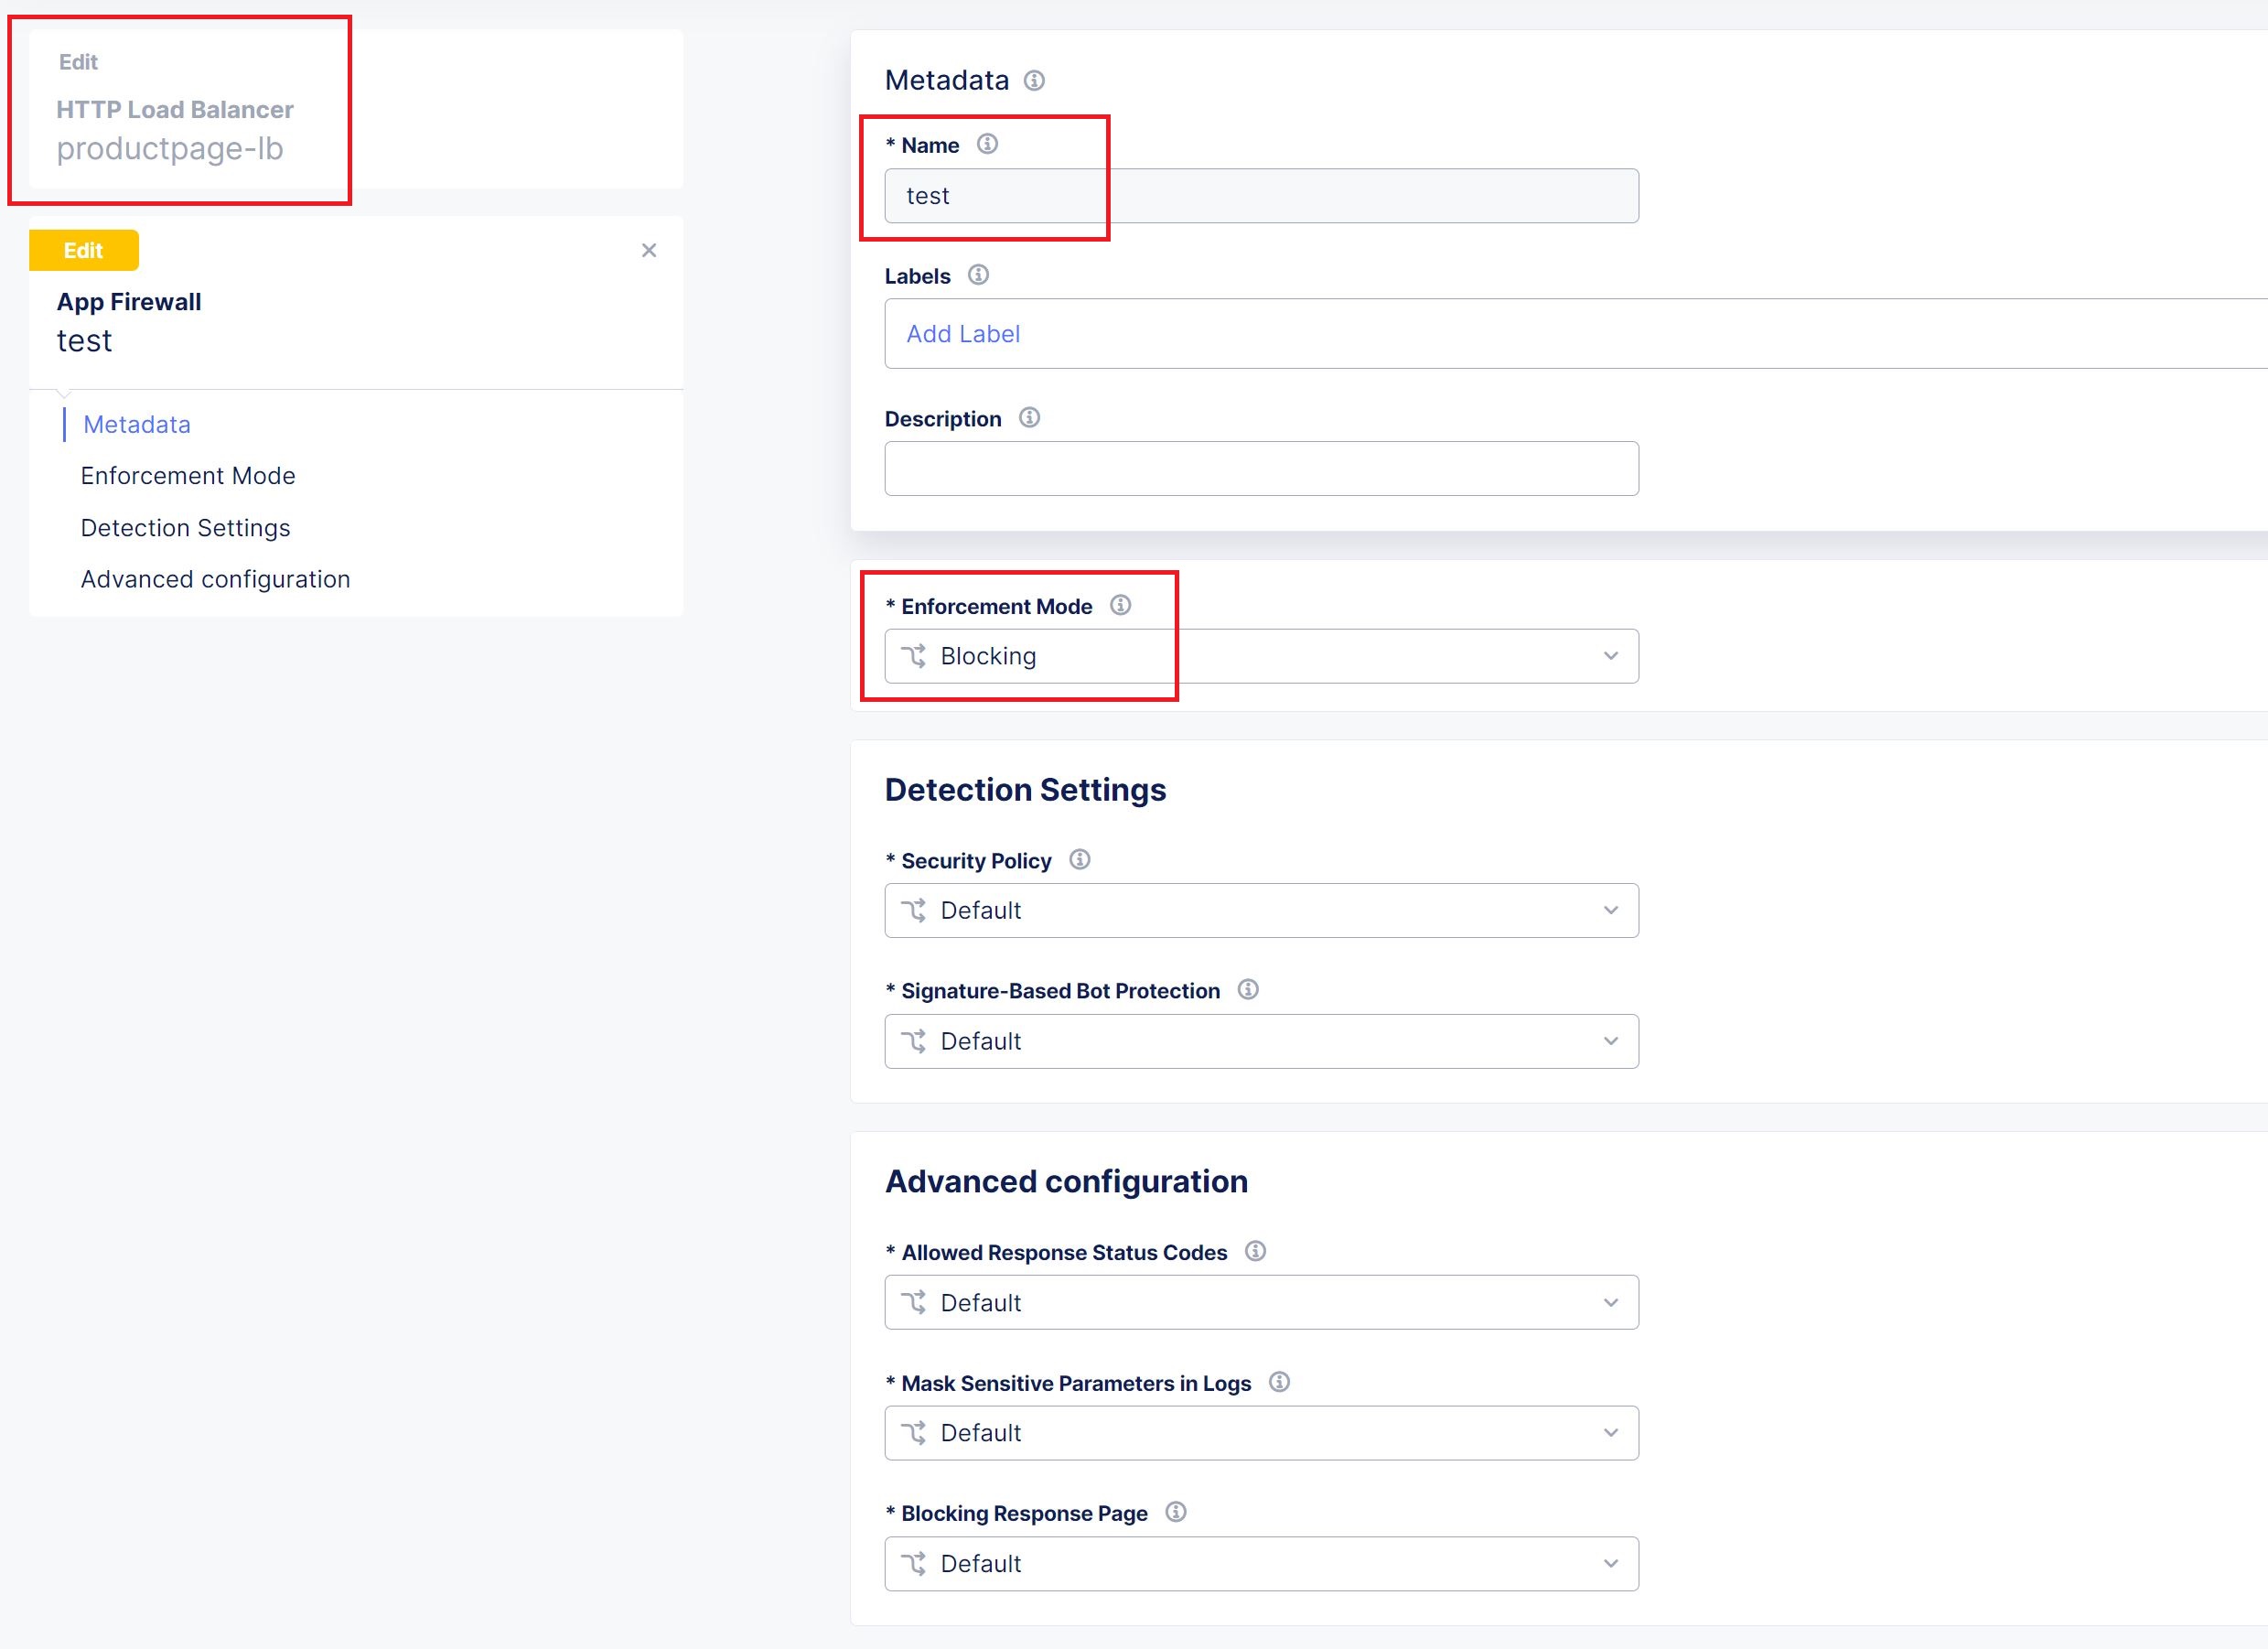 Edit
HTTP Load Balancer
productpage-lb
Edit
App Firewall
test
Metadata
Enforcement Mode
Detection Settings
Advanced configuration
Metadata
* Name
test
Labels
Add Label
Description
* Enforcement Mode
Blocking
Detection Settings
* Security Policy
Default
* Signature-Based Bot Protection
Default
Advanced configuration
* Allowed Response Status Codes
Default
* Mask Sensitive Parameters in Logs
Default
* Blocking Response Page
Default